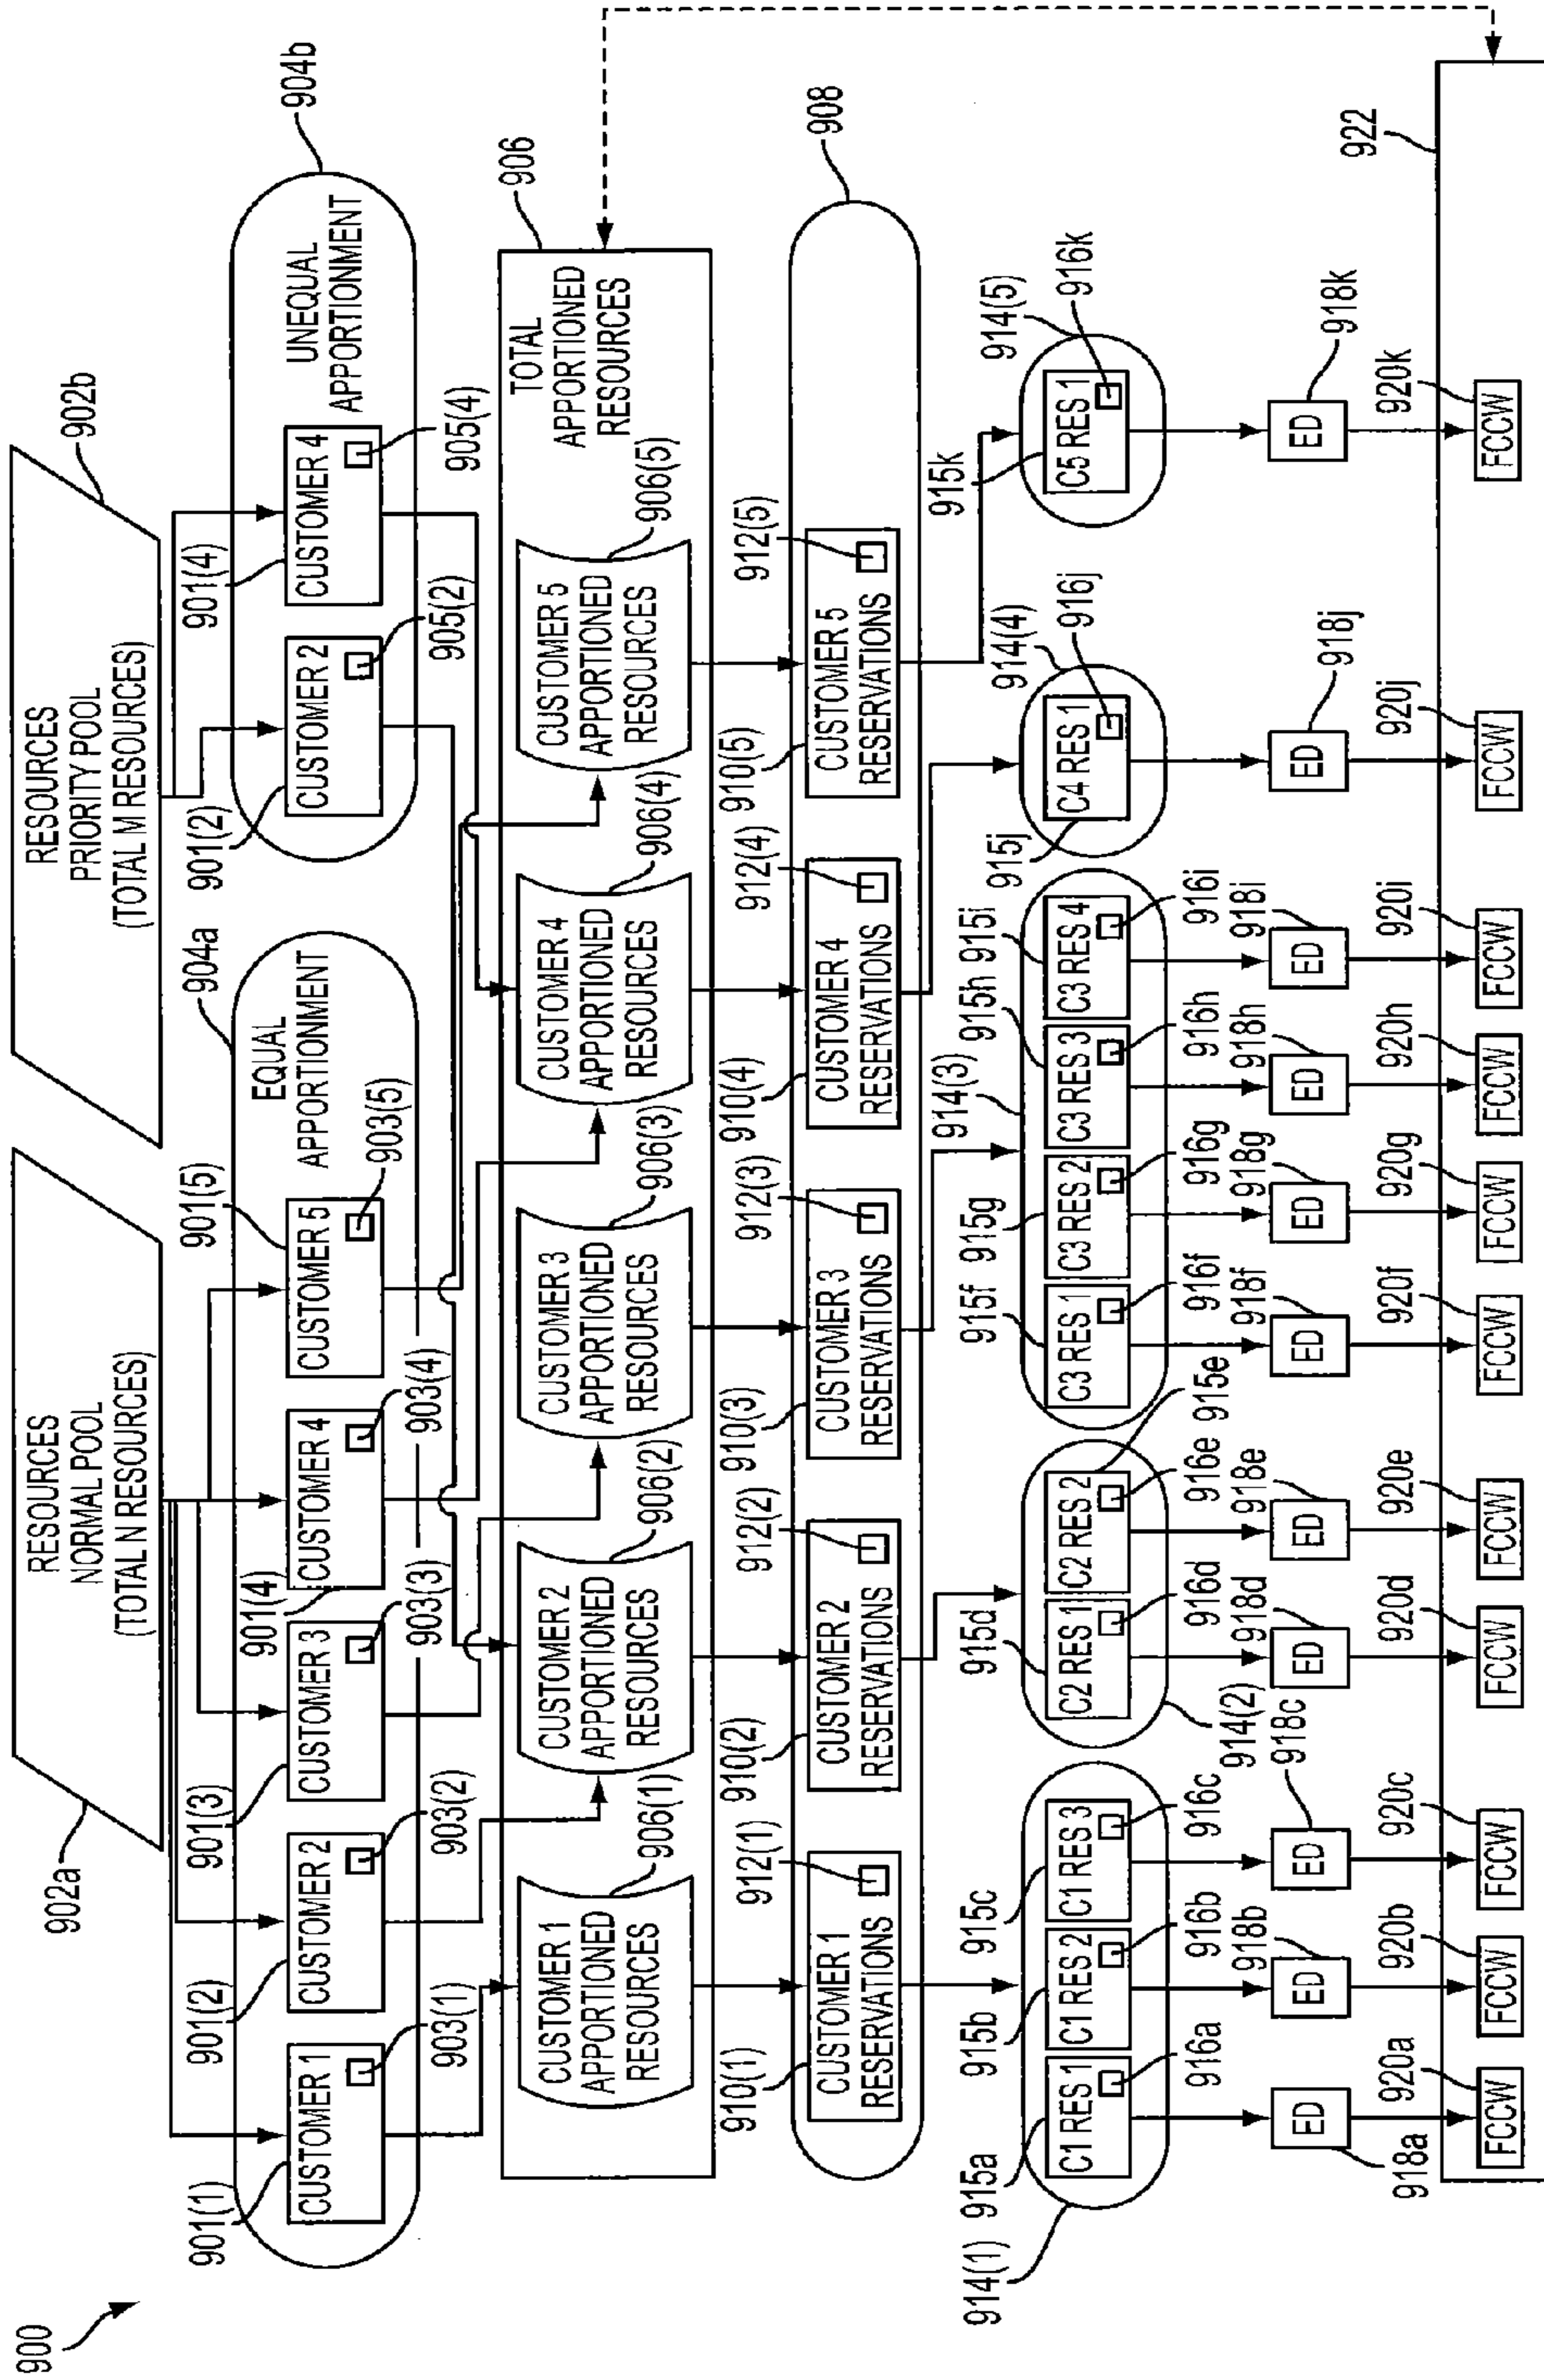 900
RESOURCES
NORMAL POOL
(TOTAL N RESOURCES)
902a
RESOURCES
PRIORITY POOL
(TOTAL M RESOURCES)
902b
904a
EQUAL
APPORTIONMENT
904b
UNEQUAL
APPORTIONMENT
901(1)
CUSTOMER 1
903(1)
901(2)
CUSTOMER 2
903(2)
901(3)
CUSTOMER 3
903(3)
901(4)
CUSTOMER 4
903(4)
901(5)
CUSTOMER 5
903(5)
901(2)
CUSTOMER 2
905(2)
901(4)
CUSTOMER 4
905(4)
906
TOTAL
APPORTIONED
RESOURCES
CUSTOMER 1
APPORTIONED
RESOURCES
906(1)
CUSTOMER 2
APPORTIONED
RESOURCES
906(2)
CUSTOMER 3
APPORTIONED
RESOURCES
906(3)
CUSTOMER 4
APPORTIONED
RESOURCES
906(4)
CUSTOMER 5
APPORTIONED
RESOURCES
906(5)
908
910(1)
CUSTOMER 1
RESERVATIONS
912(1)
910(2)
CUSTOMER 2
RESERVATIONS
912(2)
910(3)
CUSTOMER 3
RESERVATIONS
912(3)
910(4)
CUSTOMER 4
RESERVATIONS
912(4)
910(5)
CUSTOMER 5
RESERVATIONS
912(5)
914(1)
915a
C1 RES 1
916a
915b
C1 RES 2
916b
915c
C1 RES 3
916c
914(2)
915d
C2 RES 1
916d
915e
C2 RES 2
916e
914(3)
915f
C3 RES 1
916f
915g
C3 RES 2
916g
915h
C3 RES 3
916h
915i
C3 RES 4
916i
914(4)
915j
C4 RES 1
916j
914(5)
915k
C5 RES 1
916k
ED
918a
ED
918b
ED
918c
ED
918d
ED
918e
ED
918f
ED
918g
ED
918h
ED
918i
ED
918j
ED
918k
922
FCCW
920a
FCCW
920b
FCCW
920c
FCCW
920d
FCCW
920e
FCCW
920f
FCCW
920g
FCCW
920h
FCCW
920i
FCCW
920j
FCCW
920k